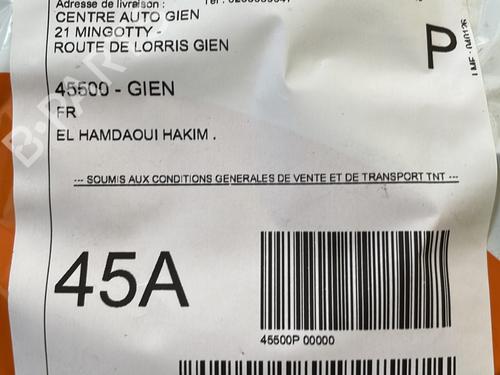 Adresse de livraison :
CENTRE AUTO GIEN
21 MINGOTTY -
ROUTE DE LORRIS GIEN
P
45500 - GIEN
FR
EL HAMDAOUI HAKIM .
--- SOUMIS AUX CONDITIONS GENERALES DE VENTE ET DE TRANSPORT TNT ---
45A
45500P 00000